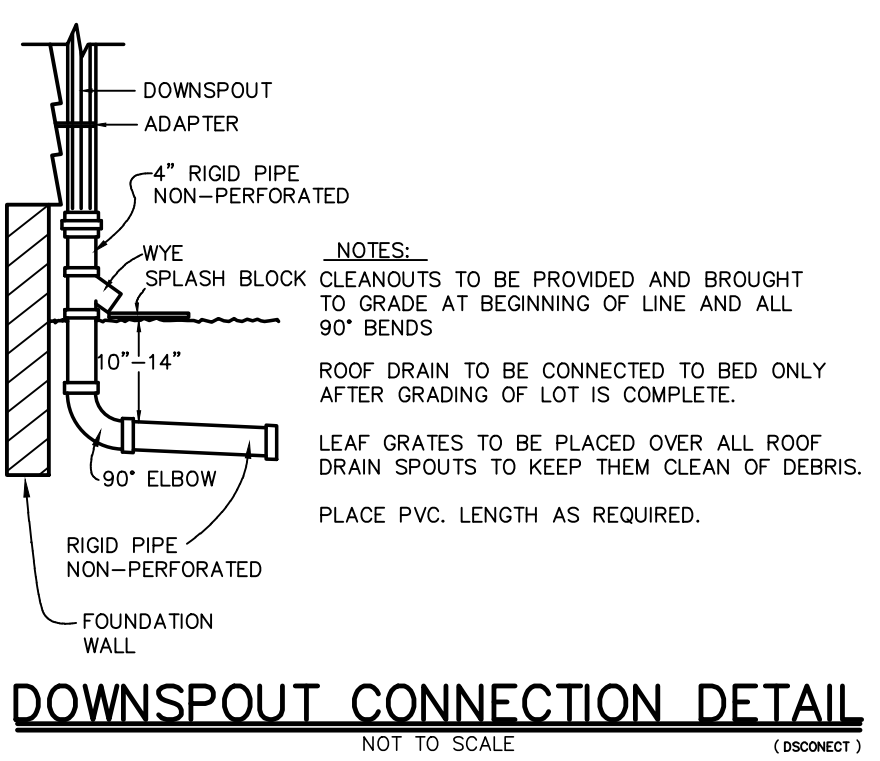 DOWNSPOUT
ADAPTER
4" RIGID PIPE
NON-PERFORATED
WYE
SPLASH BLOCK
10"-14"
90° ELBOW
RIGID PIPE
NON-PERFORATED
FOUNDATION
WALL
NOTES:
CLEANOUTS TO BE PROVIDED AND BROUGHT
TO GRADE AT BEGINNING OF LINE AND ALL
90° BENDS
ROOF DRAIN TO BE CONNECTED TO BED ONLY
AFTER GRADING OF LOT IS COMPLETE.
LEAF GRATES TO BE PLACED OVER ALL ROOF
DRAIN SPOUTS TO KEEP THEM CLEAN OF DEBRIS.
PLACE PVC. LENGTH AS REQUIRED.
DOWNSPOUT CONNECTION DETAIL
NOT TO SCALE
( DSCONECT )